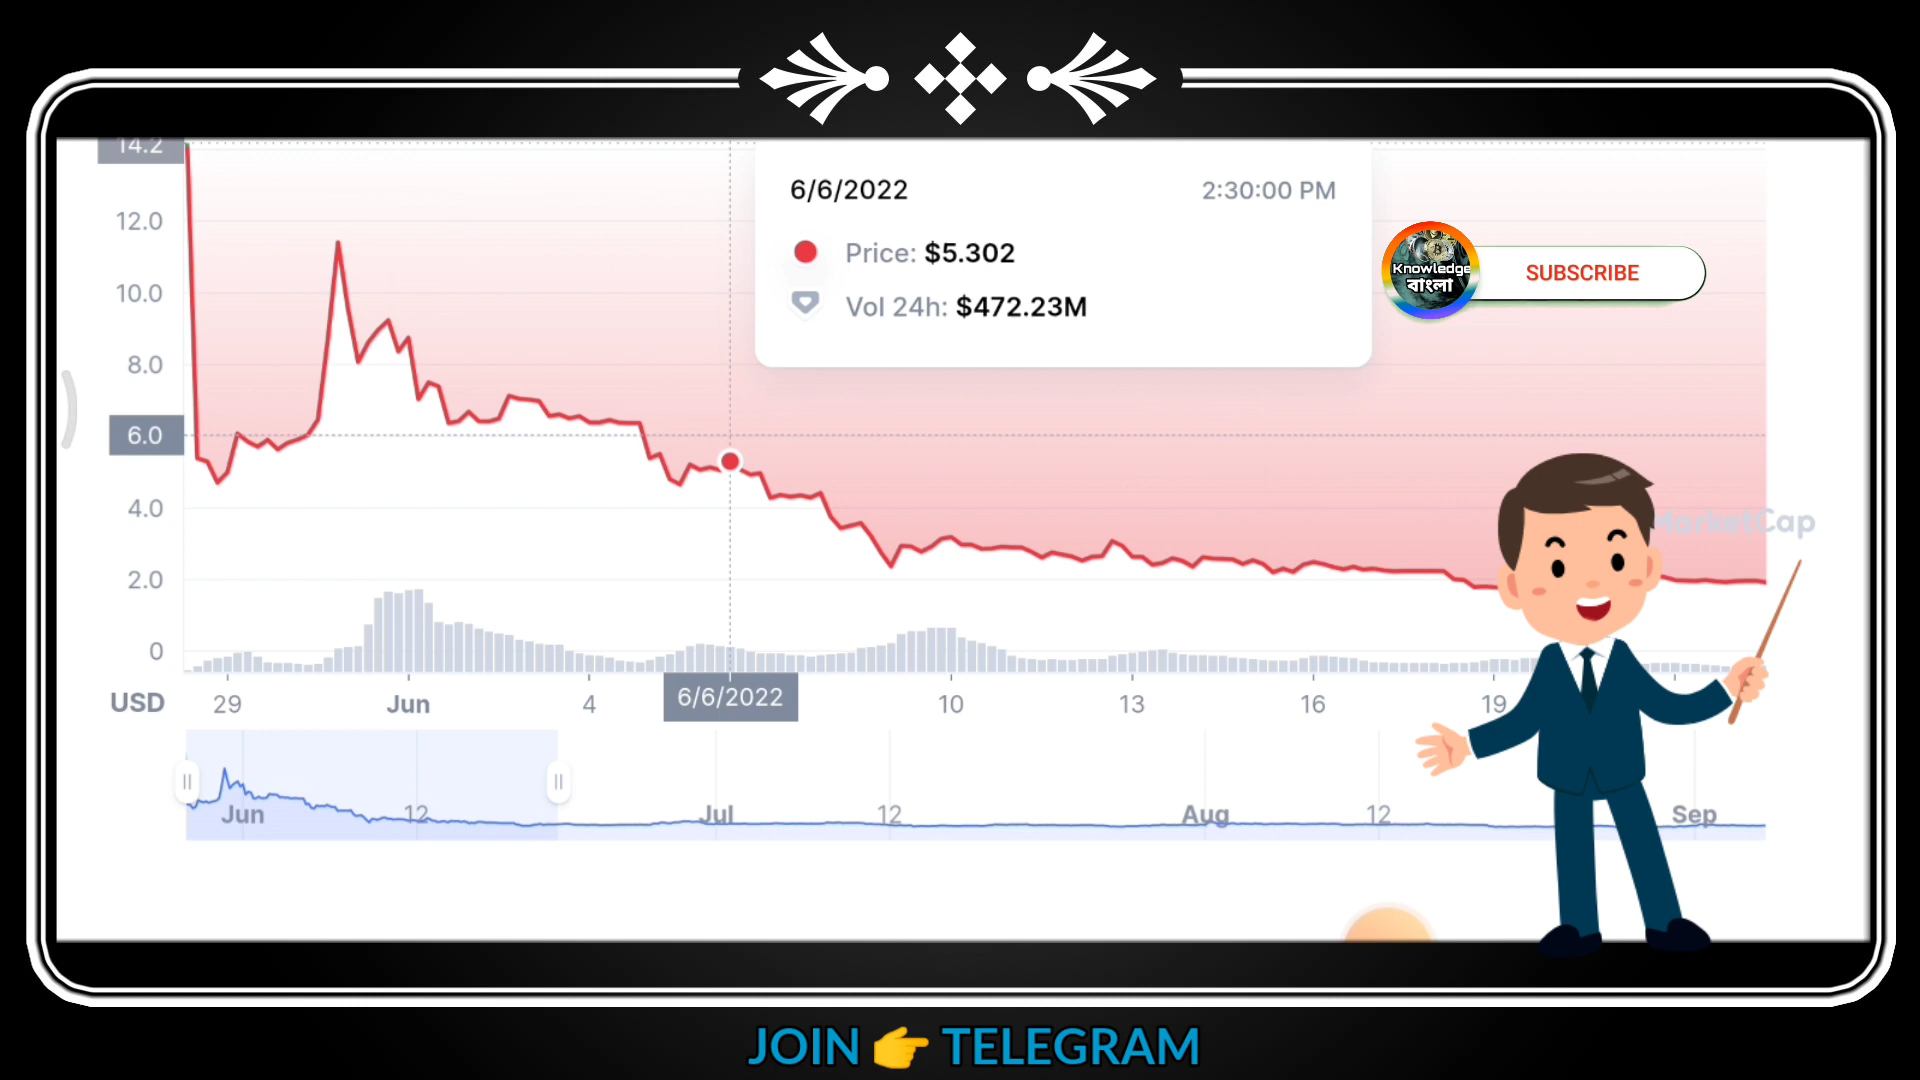 14.2
12.0
10.0
8.0
6.0
4.0
2.0
0
6/6/2022 2:30:00 PM
Price: $5.302
Vol 24h: $472.23M
Knowledge
বাংলা
SUBSCRIBE
MarketCap
USD 29 Jun 4 6/6/2022 10 13 16 19
Jun 12 Jul 12 Aug 12 Sep
JOIN 👉 TELEGRAM